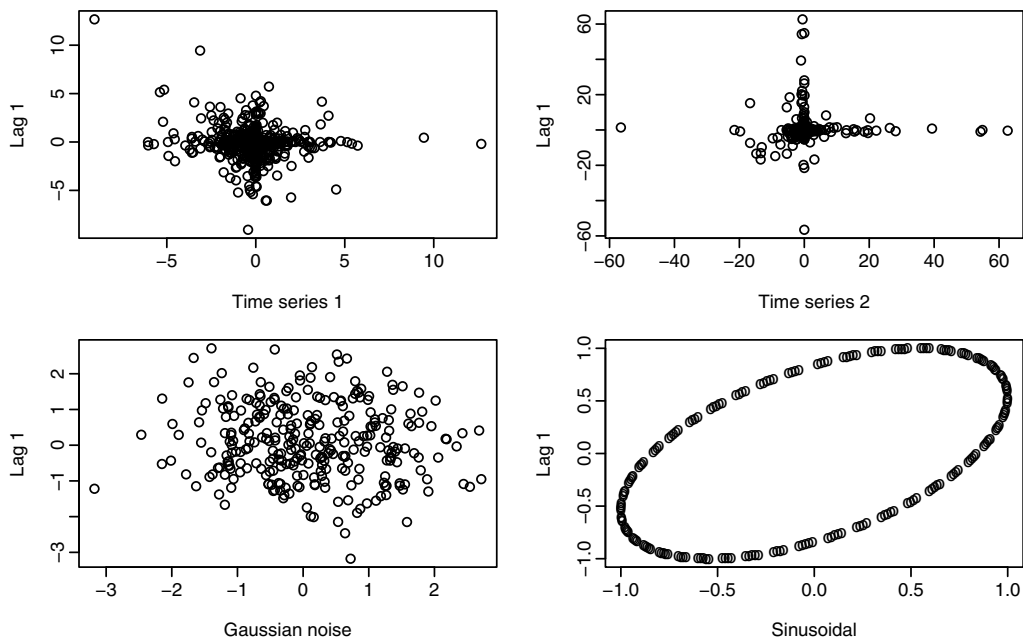 10
5
0
−5
Lag 1
−5 0 5 10
Time series 1
60
20
−20
−60
Lag 1
−60 −40 −20 0 20 40 60
Time series 2
2
1
0
−1
−3
Lag 1
−3 −2 −1 0 1 2
Gaussian noise
1.0
0.5
0.0
−0.5
−1.0
Lag 1
−1.0 −0.5 0.0 0.5 1.0
Sinusoidal